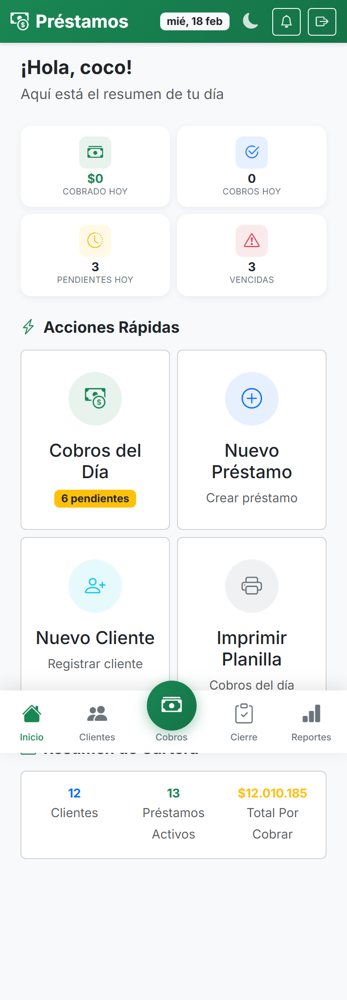 Préstamos
mié, 18 feb
¡Hola, coco!
Aquí está el resumen de tu día
$0
COBRADO HOY
0
COBROS HOY
3
PENDIENTES HOY
3
VENCIDAS
Acciones Rápidas
Cobros del
Día
6 pendientes
Nuevo
Préstamo
Crear préstamo
Nuevo Cliente
Registrar cliente
Imprimir
Planilla
Cobros del día
Inicio
Clientes
Cobros
Cierre
Reportes
12
Clientes
13
Préstamos
Activos
$12.010.185
Total Por
Cobrar